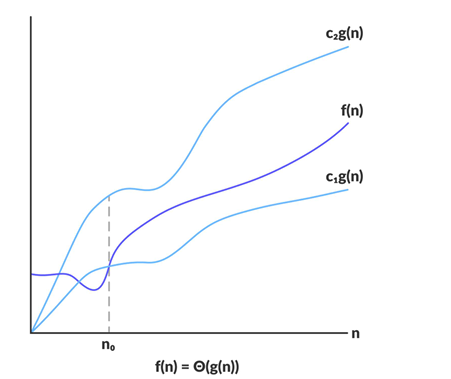 c₂g(n)
f(n)
c₁g(n)
n
n₀
f(n) = Θ(g(n))